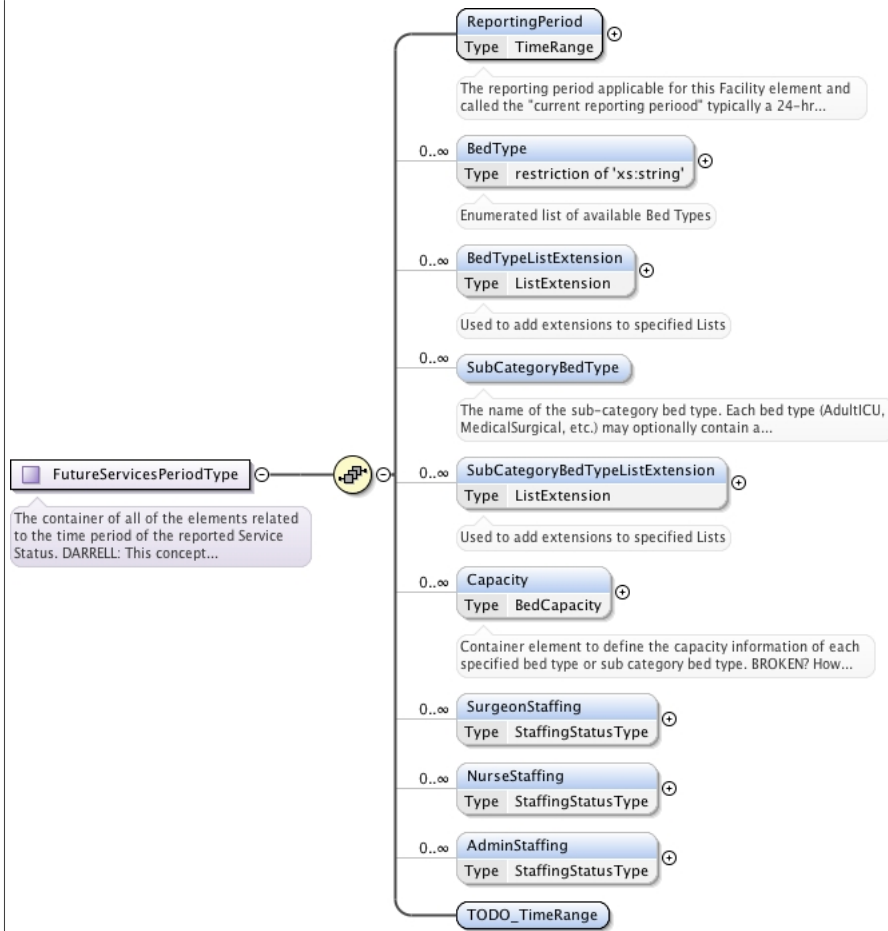 ReportingPeriod
Type TimeRange
The reporting period applicable for this Facility element and
called the "current reporting periood" typically a 24-hr...
0..∞ BedType
Type restriction of 'xs:string'
Enumerated list of available Bed Types
0..∞ BedTypeListExtension
Type ListExtension
Used to add extensions to specified Lists
0..∞ SubCategoryBedType
The name of the sub-category bed type. Each bed type (AdultICU,
MedicalSurgical, etc.) may optionally contain a...
FutureServicesPeriodType
The container of all of the elements related
to the time period of the reported Service
Status. DARRELL: This concept...
0..∞ SubCategoryBedTypeListExtension
Type ListExtension
Used to add extensions to specified Lists
0..∞ Capacity
Type BedCapacity
Container element to define the capacity information of each
specified bed type or sub category bed type. BROKEN? How...
0..∞ SurgeonStaffing
Type StaffingStatusType
0..∞ NurseStaffing
Type StaffingStatusType
0..∞ AdminStaffing
Type StaffingStatusType
TODO_TimeRange